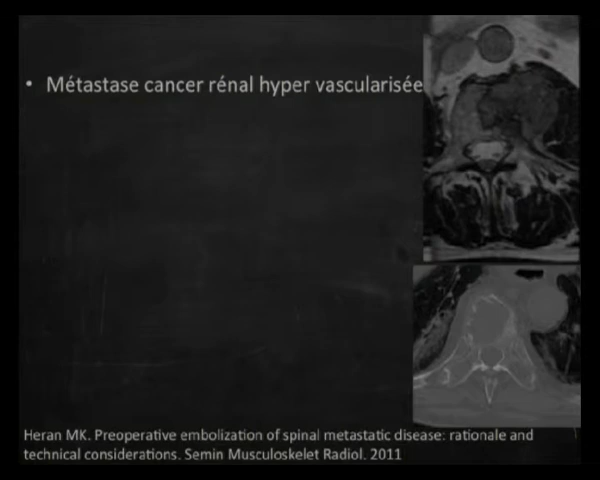 • Métastase cancer rénal hyper vascularisée
Heran MK. Preoperative embolization of spinal metastatic disease: rationale and
technical considerations. Semin Musculoskelet Radiol. 2011